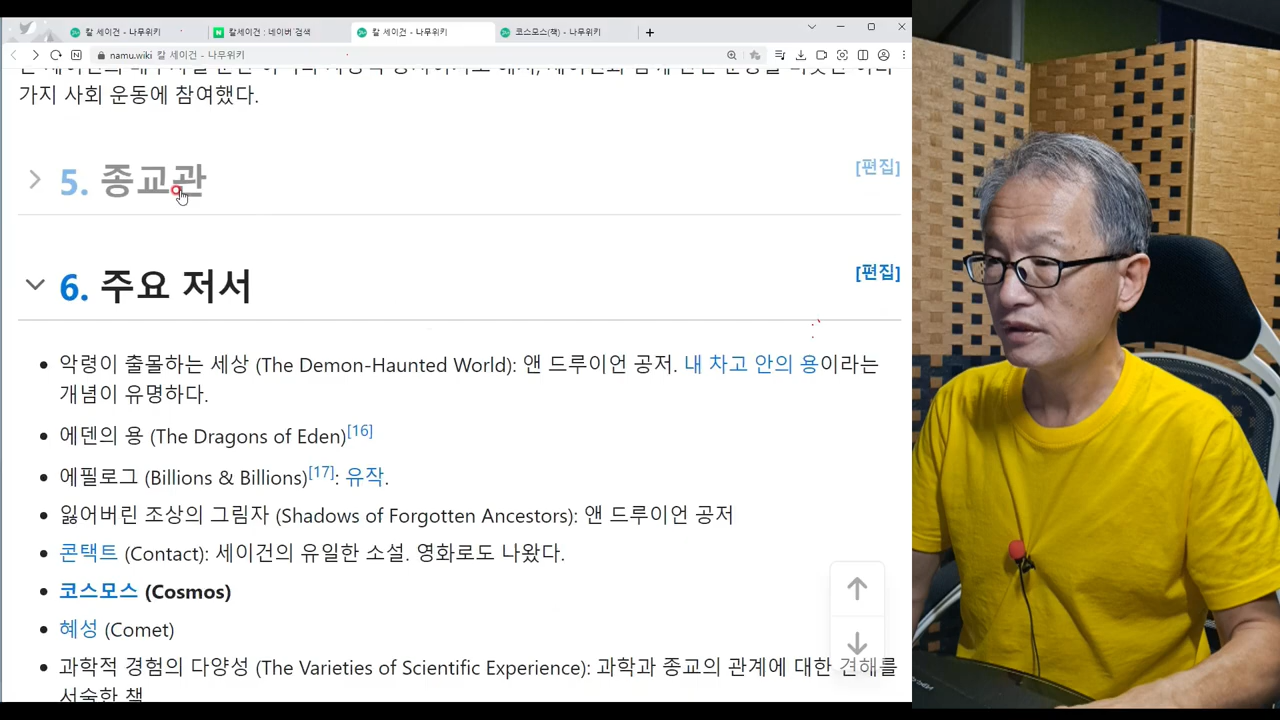 칼 세이건 - 나무위키
칼세이건 : 네이버 검색
칼 세이건 - 나무위키
코스모스(책) - 나무위키
namu.wiki 칼 세이건 - 나무위키
가지 사회 운동에 참여했다.
5. 종교관 [편집]
6. 주요 저서 [편집]
악령이 출몰하는 세상 (The Demon-Haunted World): 앤 드루이언 공저. 내 차고 안의 용이라는
개념이 유명하다.
에덴의 용 (The Dragons of Eden)[16]
에필로그 (Billions & Billions)[17]: 유작.
잃어버린 조상의 그림자 (Shadows of Forgotten Ancestors): 앤 드루이언 공저
콘택트 (Contact): 세이건의 유일한 소설. 영화로도 나왔다.
코스모스 (Cosmos)
혜성 (Comet)
과학적 경험의 다양성 (The Varieties of Scientific Experience): 과학과 종교의 관계에 대한 견해를
서술한 책